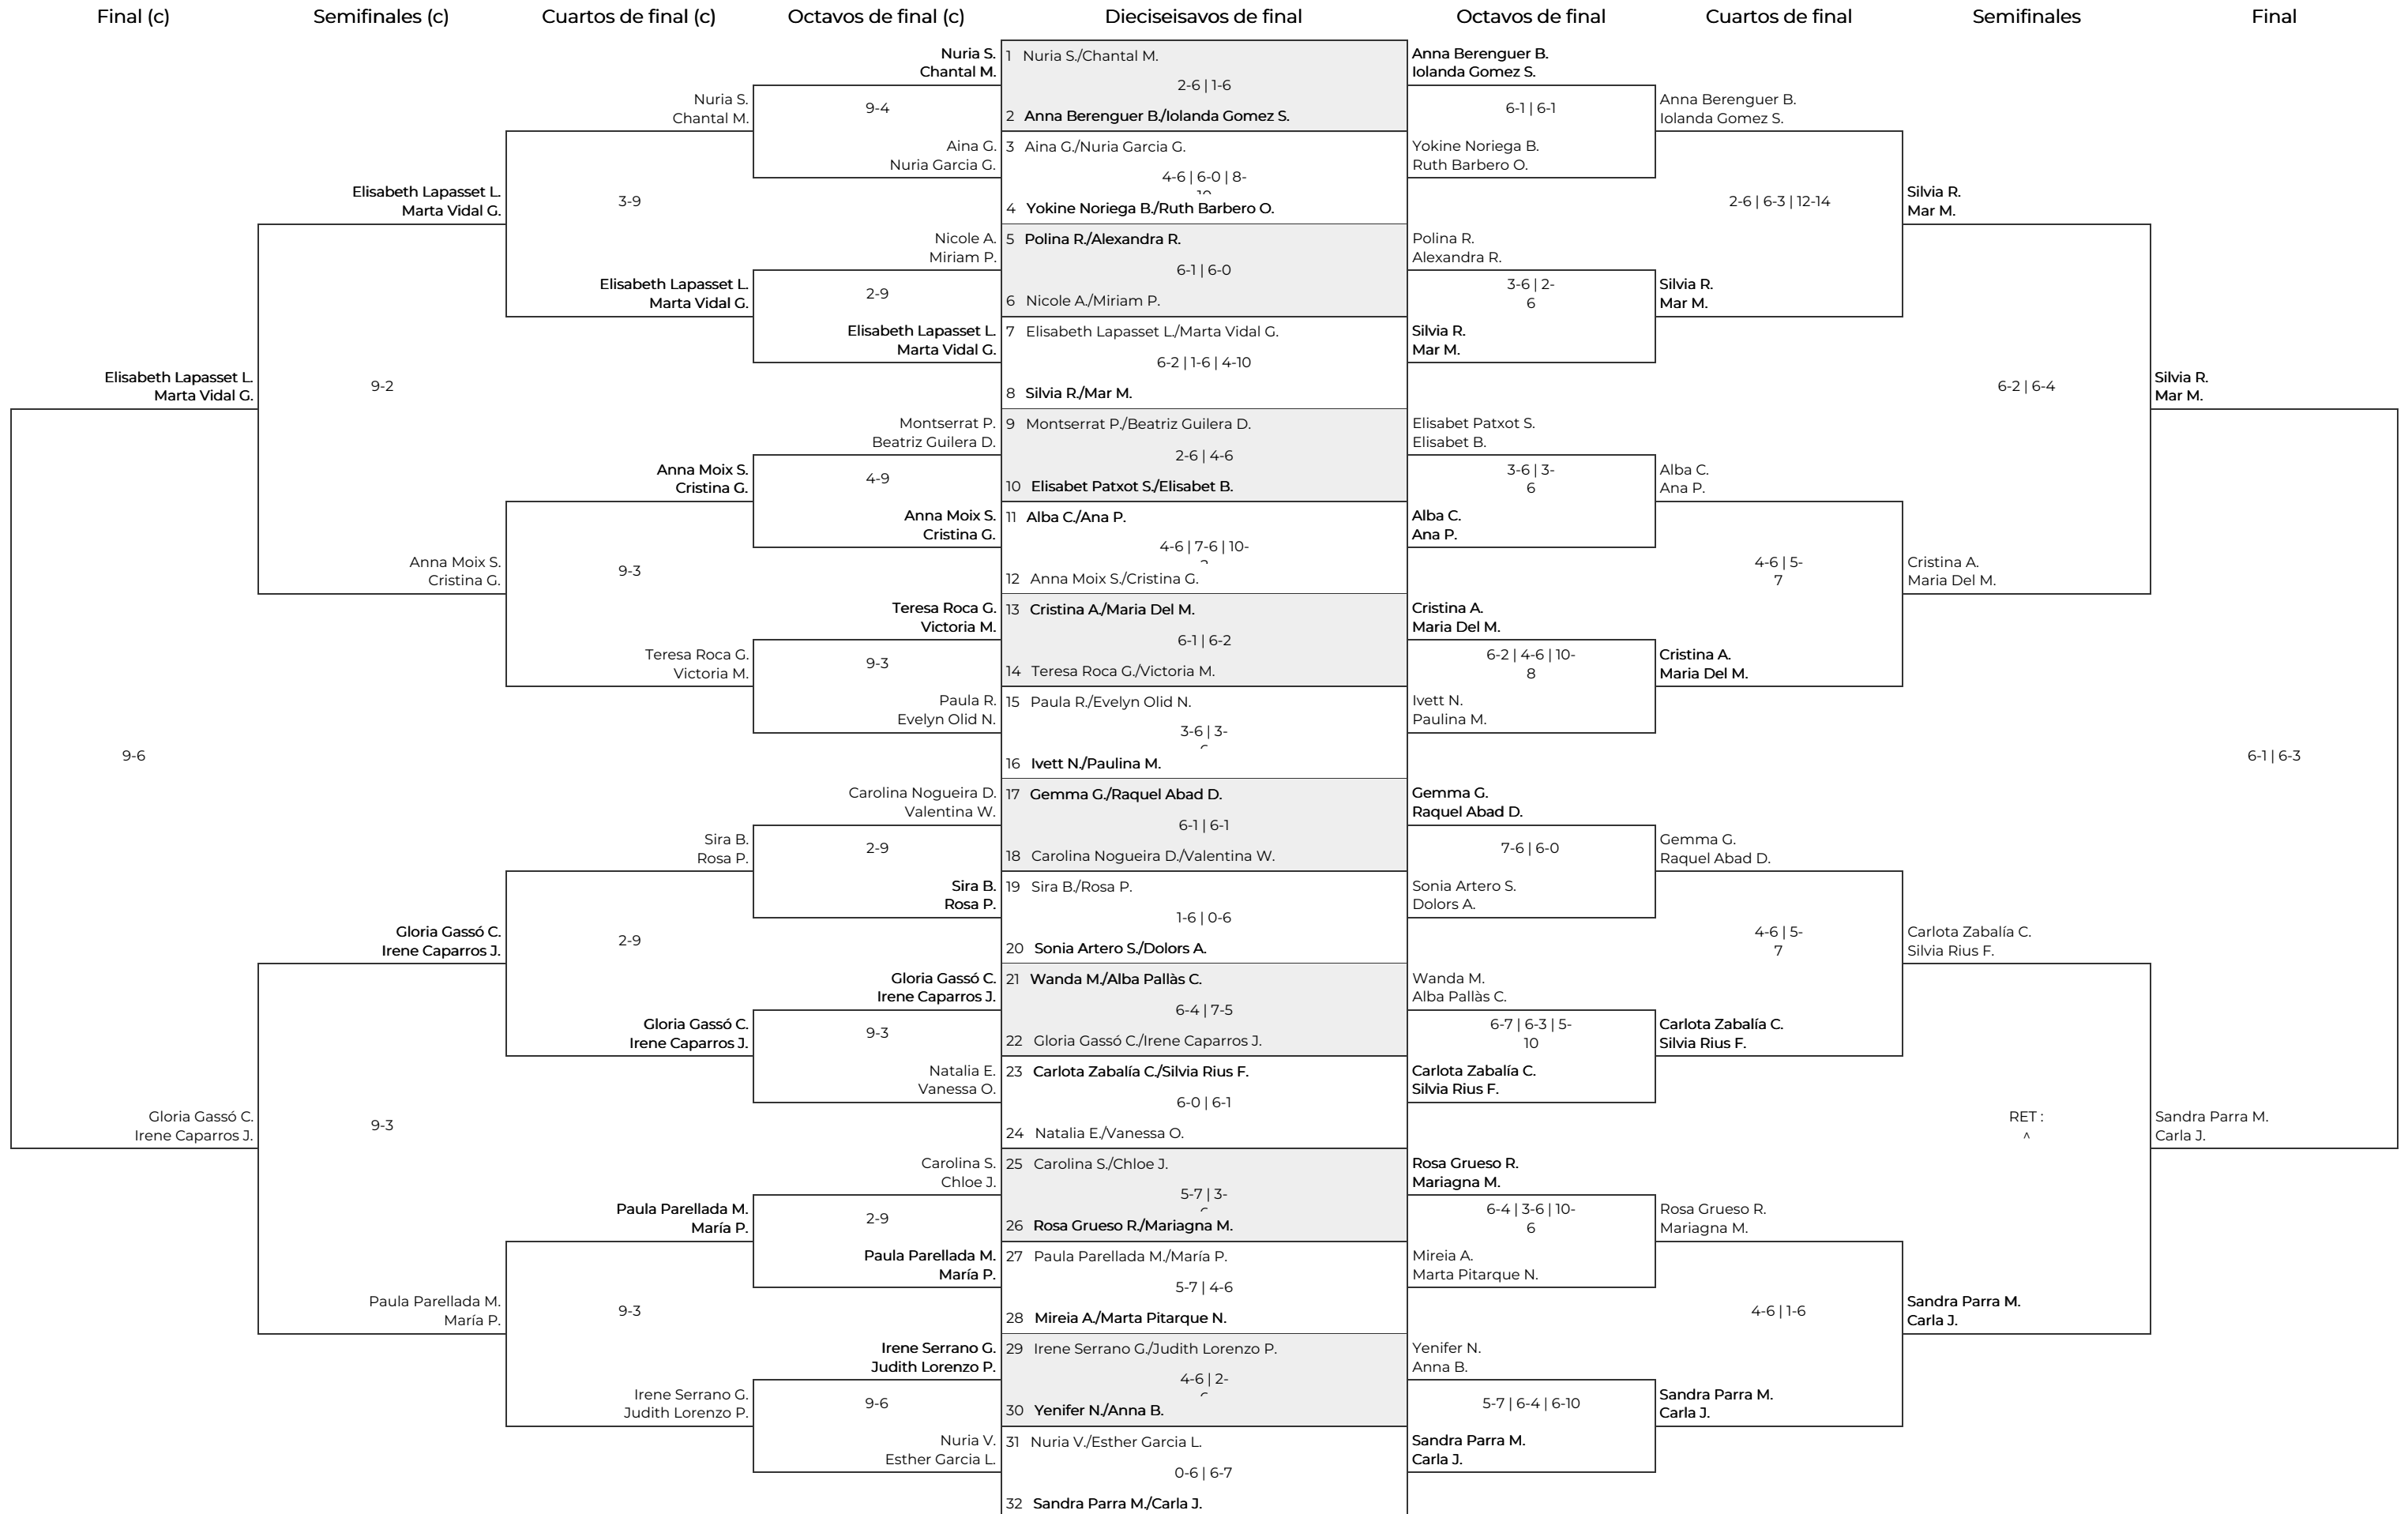 Final (c)
Semifinales (c)
Cuartos de final (c)
Octavos de final (c)
Dieciseisavos de final
Octavos de final
Cuartos de final
Semifinales
Final
Elisabeth Lapasset L.
Marta Vidal G.
9-6
Gloria Gassó C.
Irene Caparros J.
Elisabeth Lapasset L.
Marta Vidal G.
9-2
Anna Moix S.
Cristina G.
Gloria Gassó C.
Irene Caparros J.
9-3
Paula Parellada M.
María P.
Nuria S.
Chantal M.
3-9
Elisabeth Lapasset L.
Marta Vidal G.
Anna Moix S.
Cristina G.
9-3
Teresa Roca G.
Victoria M.
Sira B.
Rosa P.
2-9
Gloria Gassó C.
Irene Caparros J.
Paula Parellada M.
María P.
9-3
Irene Serrano G.
Judith Lorenzo P.
Nuria S.
Chantal M.
9-4
Aina G.
Nuria Garcia G.
Nicole A.
Miriam P.
2-9
Elisabeth Lapasset L.
Marta Vidal G.
Montserrat P.
Beatriz Guilera D.
4-9
Anna Moix S.
Cristina G.
Teresa Roca G.
Victoria M.
9-3
Paula R.
Evelyn Olid N.
Carolina Nogueira D.
Valentina W.
2-9
Sira B.
Rosa P.
Gloria Gassó C.
Irene Caparros J.
9-3
Natalia E.
Vanessa O.
Carolina S.
Chloe J.
2-9
Paula Parellada M.
María P.
Irene Serrano G.
Judith Lorenzo P.
9-6
Nuria V.
Esther Garcia L.
1 Nuria S./Chantal M.
2-6 | 1-6
2 Anna Berenguer B./Iolanda Gomez S.
3 Aina G./Nuria Garcia G.
4-6 | 6-0 | 8-
4 Yokine Noriega B./Ruth Barbero O.
5 Polina R./Alexandra R.
6-1 | 6-0
6 Nicole A./Miriam P.
7 Elisabeth Lapasset L./Marta Vidal G.
6-2 | 1-6 | 4-10
8 Silvia R./Mar M.
9 Montserrat P./Beatriz Guilera D.
2-6 | 4-6
10 Elisabet Patxot S./Elisabet B.
11 Alba C./Ana P.
4-6 | 7-6 | 10-
12 Anna Moix S./Cristina G.
13 Cristina A./Maria Del M.
6-1 | 6-2
14 Teresa Roca G./Victoria M.
15 Paula R./Evelyn Olid N.
3-6 | 3-
16 Ivett N./Paulina M.
17 Gemma G./Raquel Abad D.
6-1 | 6-1
18 Carolina Nogueira D./Valentina W.
19 Sira B./Rosa P.
1-6 | 0-6
20 Sonia Artero S./Dolors A.
21 Wanda M./Alba Pallàs C.
6-4 | 7-5
22 Gloria Gassó C./Irene Caparros J.
23 Carlota Zabalía C./Silvia Rius F.
6-0 | 6-1
24 Natalia E./Vanessa O.
25 Carolina S./Chloe J.
5-7 | 3-
26 Rosa Grueso R./Mariagna M.
27 Paula Parellada M./María P.
5-7 | 4-6
28 Mireia A./Marta Pitarque N.
29 Irene Serrano G./Judith Lorenzo P.
4-6 | 2-
30 Yenifer N./Anna B.
31 Nuria V./Esther Garcia L.
0-6 | 6-7
32 Sandra Parra M./Carla J.
Anna Berenguer B.
Iolanda Gomez S.
6-1 | 6-1
Yokine Noriega B.
Ruth Barbero O.
Polina R.
Alexandra R.
3-6 | 2-
6
Silvia R.
Mar M.
Elisabet Patxot S.
Elisabet B.
3-6 | 3-
6
Alba C.
Ana P.
Cristina A.
Maria Del M.
6-2 | 4-6 | 10-
8
Ivett N.
Paulina M.
Gemma G.
Raquel Abad D.
7-6 | 6-0
Sonia Artero S.
Dolors A.
Wanda M.
Alba Pallàs C.
6-7 | 6-3 | 5-
10
Carlota Zabalía C.
Silvia Rius F.
Rosa Grueso R.
Mariagna M.
6-4 | 3-6 | 10-
6
Mireia A.
Marta Pitarque N.
Yenifer N.
Anna B.
5-7 | 6-4 | 6-10
Sandra Parra M.
Carla J.
Anna Berenguer B.
Iolanda Gomez S.
2-6 | 6-3 | 12-14
Silvia R.
Mar M.
Alba C.
Ana P.
4-6 | 5-
7
Cristina A.
Maria Del M.
Gemma G.
Raquel Abad D.
4-6 | 5-
7
Carlota Zabalía C.
Silvia Rius F.
Rosa Grueso R.
Mariagna M.
4-6 | 1-6
Sandra Parra M.
Carla J.
Silvia R.
Mar M.
6-2 | 6-4
Cristina A.
Maria Del M.
Carlota Zabalía C.
Silvia Rius F.
RET :
^
Sandra Parra M.
Carla J.
Silvia R.
Mar M.
6-1 | 6-3
Sandra Parra M.
Carla J.